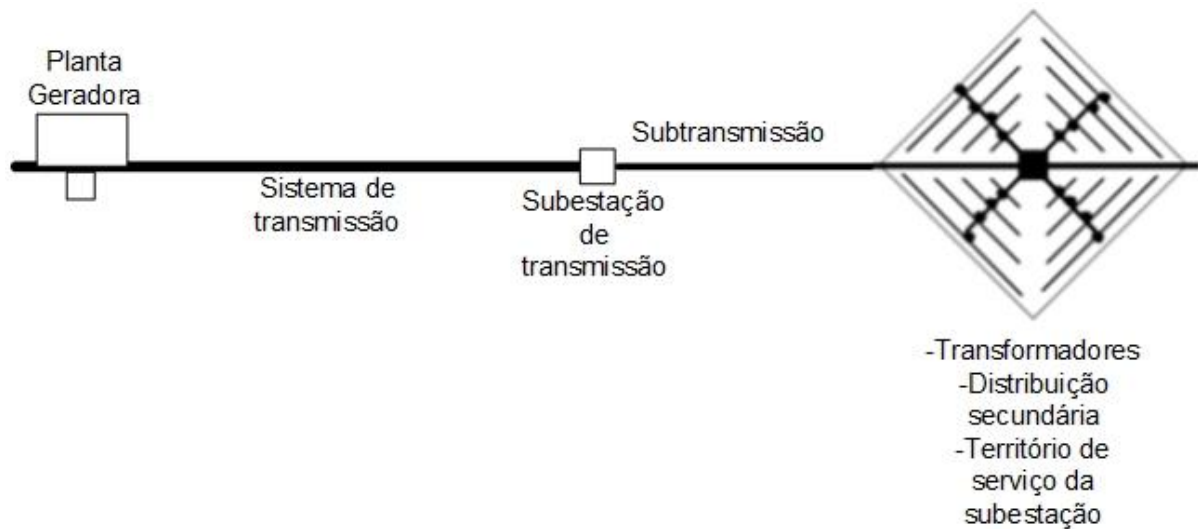 Planta
Geradora
Sistema de
transmissão
Subestação
de
transmissão
Subtransmissão
-Transformadores
-Distribuição
secundária
-Território de
serviço da
subestação